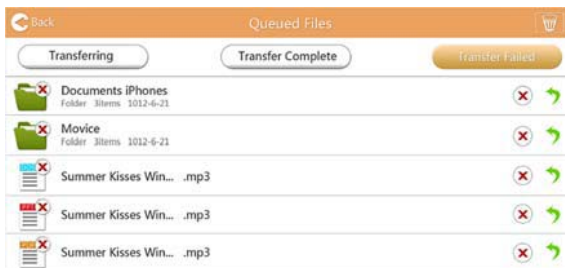 Back
Queued Files
Transferring
Transfer Complete
Transfer Failed
Documents iPhones
Folder 3items 1012-6-21
Movice
Folder 3items 1012-6-21
Summer Kisses Win... .mp3
Summer Kisses Win... .mp3
Summer Kisses Win... .mp3